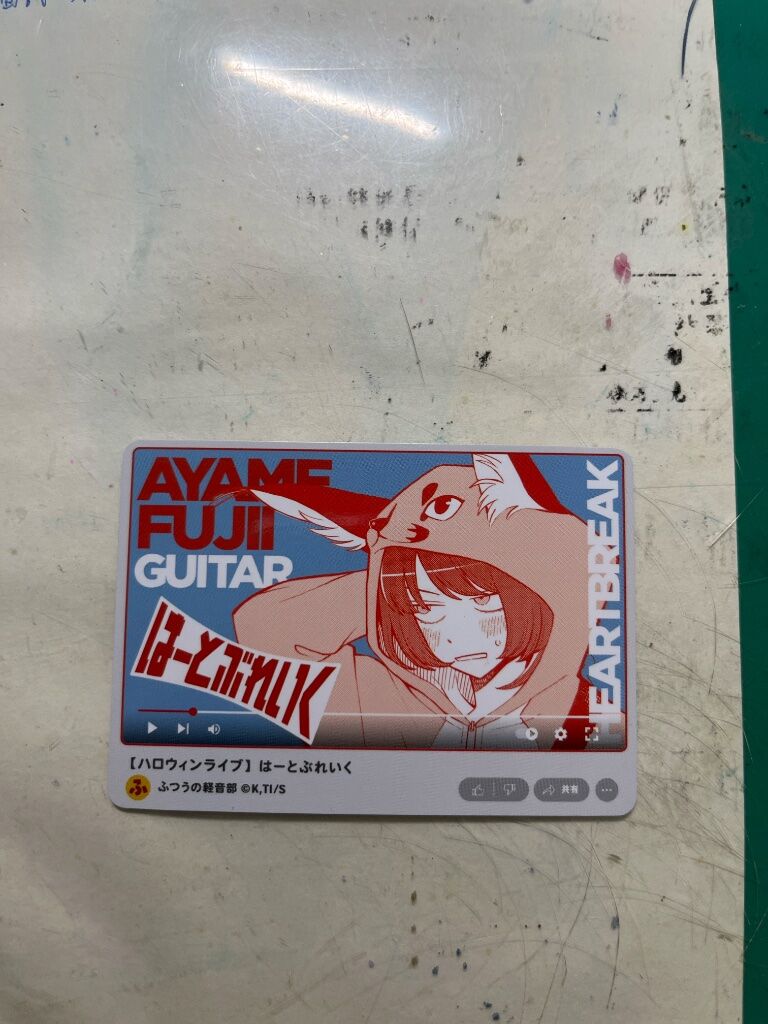 AYAME
FUJII
GUITAR
HEARTBREAK
はーとぶれいく
【ハロウィンライブ】はーとぶれいく
ふ
ふつうの軽音部 ©K,TI/S
共有